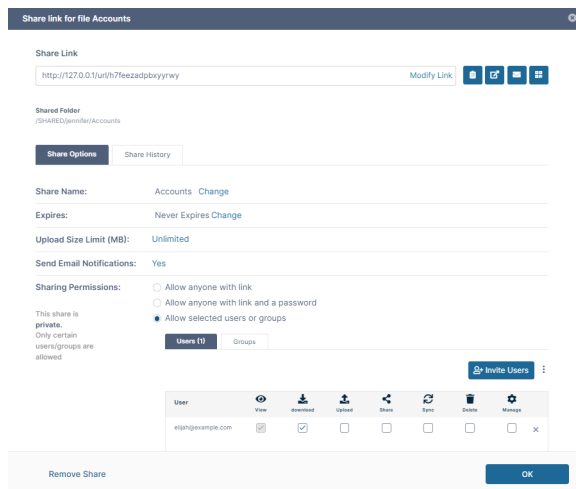 Share link for file Accounts
Share Link
http://127.0.0.1/url/h7feezadpbxyyrwy Modify Link
Shared Folder
/SHARED/jennifer/Accounts
Share Options Share History
Share Name: Accounts Change
Expires: Never Expires Change
Upload Size Limit (MB): Unlimited
Send Email Notifications: Yes
Sharing Permissions: Allow anyone with link
Allow anyone with link and a password
Allow selected users or groups
This share is
private.
Only certain
users/groups are
allowed
Users (1) Groups
Invite Users
User View download Upload Share Sync Delete Manage
elijah@example.com
Remove Share OK